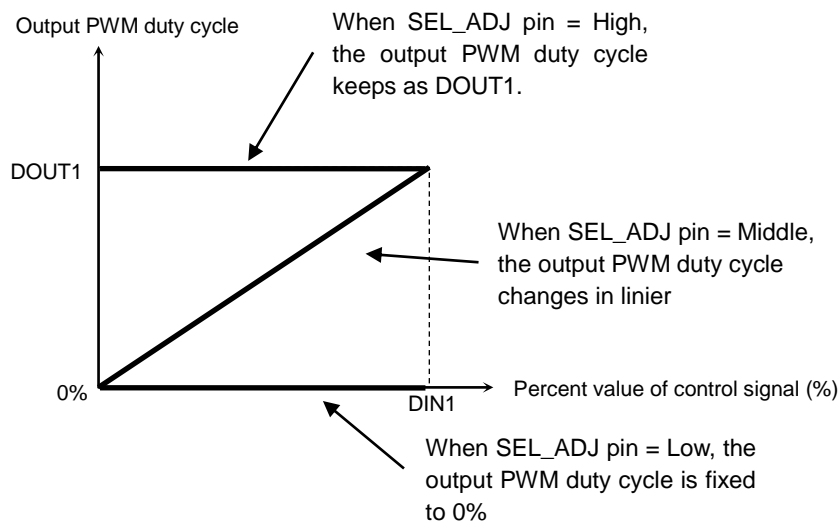 Output PWM duty cycle
When SEL_ADJ pin = High,
the output PWM duty cycle
keeps as DOUT1.
DOUT1
When SEL_ADJ pin = Middle,
the output PWM duty cycle
changes in linier
0%
DIN1
Percent value of control signal (%)
When SEL_ADJ pin = Low, the
output PWM duty cycle is fixed
to 0%